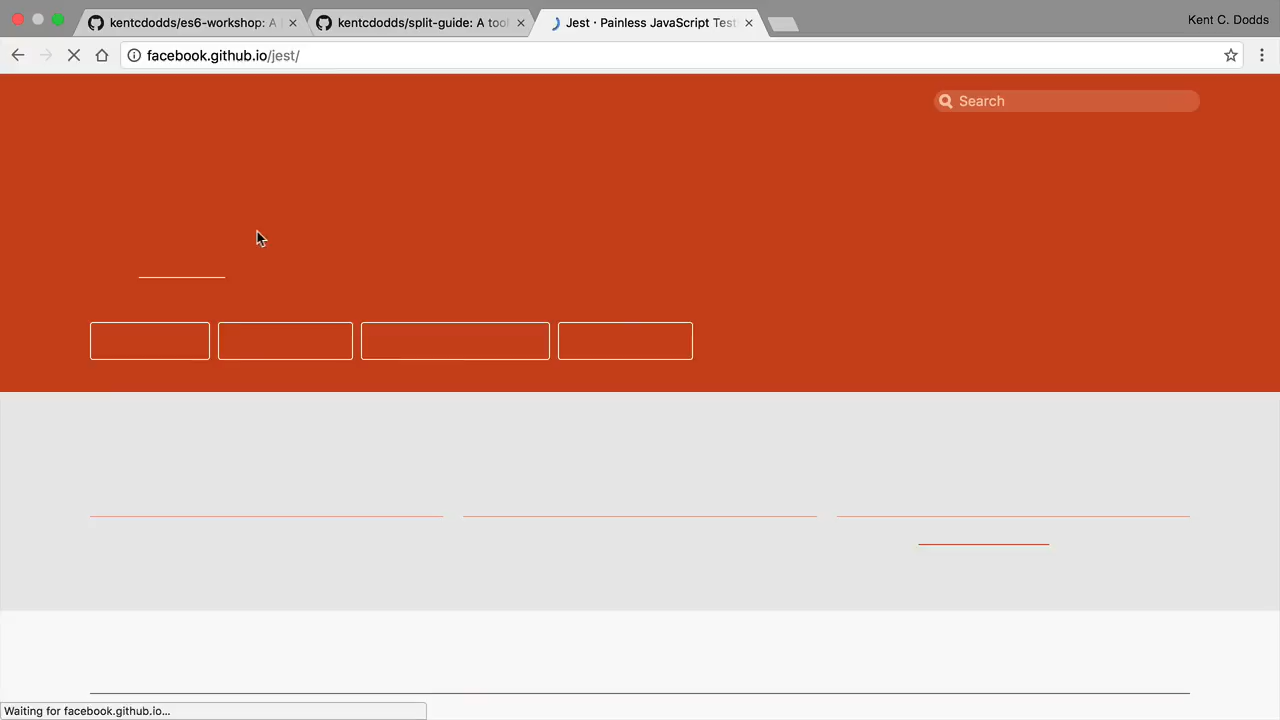 kentcdodds/es6-workshop: A
kentcdodds/split-guide: A tool
Jest · Painless JavaScript Test
Kent C. Dodds
facebook.github.io/jest/
Search
Waiting for facebook.github.io...